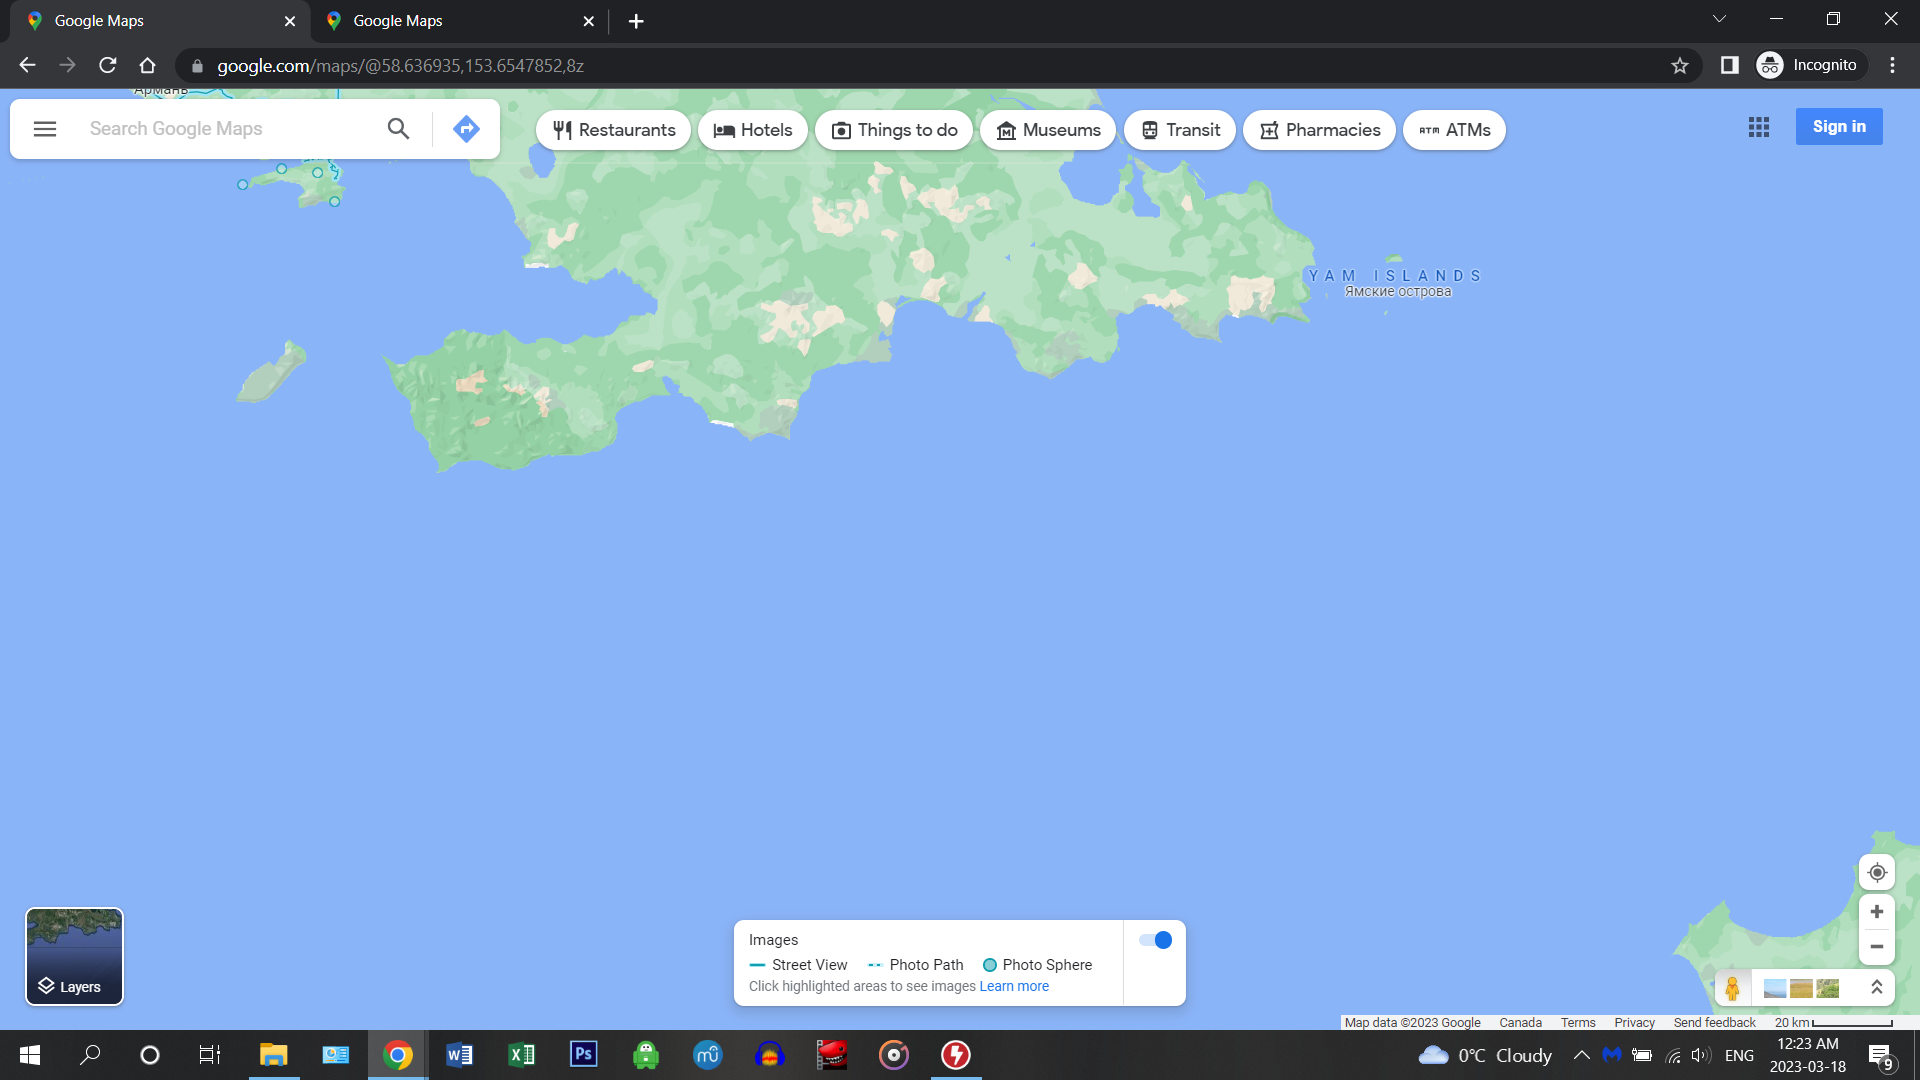 Google Maps
Google Maps
google.com/maps/@58.636935,153.6547852,8z
Incognito
Армань
Search Google Maps
Restaurants
Hotels
Things to do
Museums
Transit
Pharmacies
ATM ATMs
Sign in
YAM ISLANDS
Ямские острова
Layers
Images
Street View
Photo Path
Photo Sphere
Click highlighted areas to see images Learn more
Map data ©2023 Google Canada Terms Privacy Send feedback 20 km
W
X
Ps
mu
0°C Cloudy
ENG
12:23 AM
2023-03-18
9